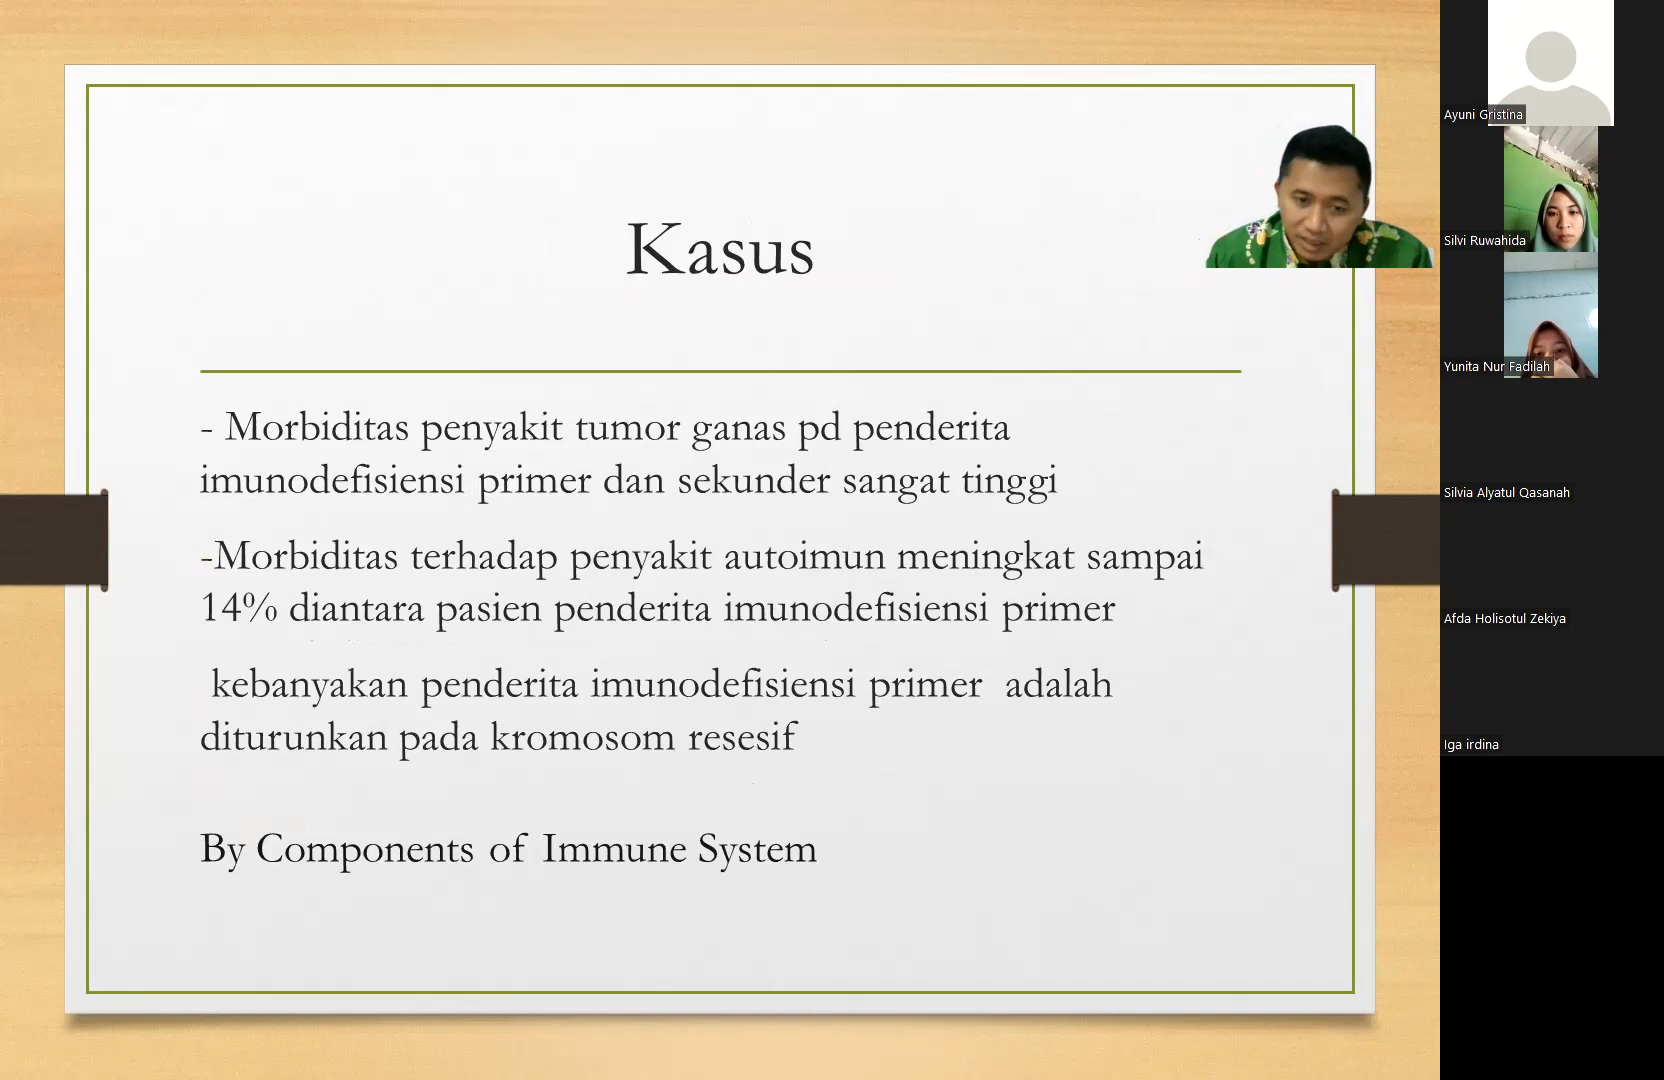 Kasus
- Morbiditas penyakit tumor ganas pd penderita
imunodefisiensi primer dan sekunder sangat tinggi
-Morbiditas terhadap penyakit autoimun meningkat sampai
14% diantara pasien penderita imunodefisiensi primer
kebanyakan penderita imunodefisiensi primer  adalah
diturunkan pada kromosom resesif
By Components of Immune System
Ayuni Gristina
Silvi Ruwahida
Yunita Nur Fadilah
Silvia Alyatul Qasanah
Afda Holisotul Zekiya
Iga irdina